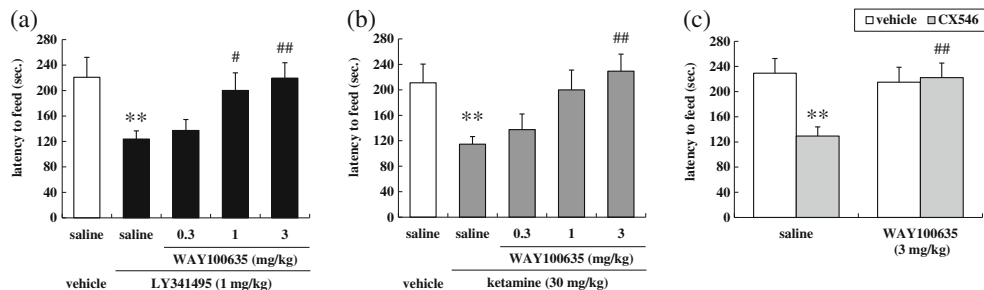 (a)
latency to feed (sec.)
280
240
200
160
120
80
40
0
**
#
##
saline saline 0.3 1 3
WAY100635 (mg/kg)
vehicle LY341495 (1 mg/kg)
(b)
latency to feed (sec.)
280
240
200
160
120
80
40
0
**
##
saline saline 0.3 1 3
WAY100635 (mg/kg)
vehicle ketamine (30 mg/kg)
(c)
vehicle CX546
latency to feed (sec.)
280
240
200
160
120
80
40
0
**
##
saline WAY100635
(3 mg/kg)